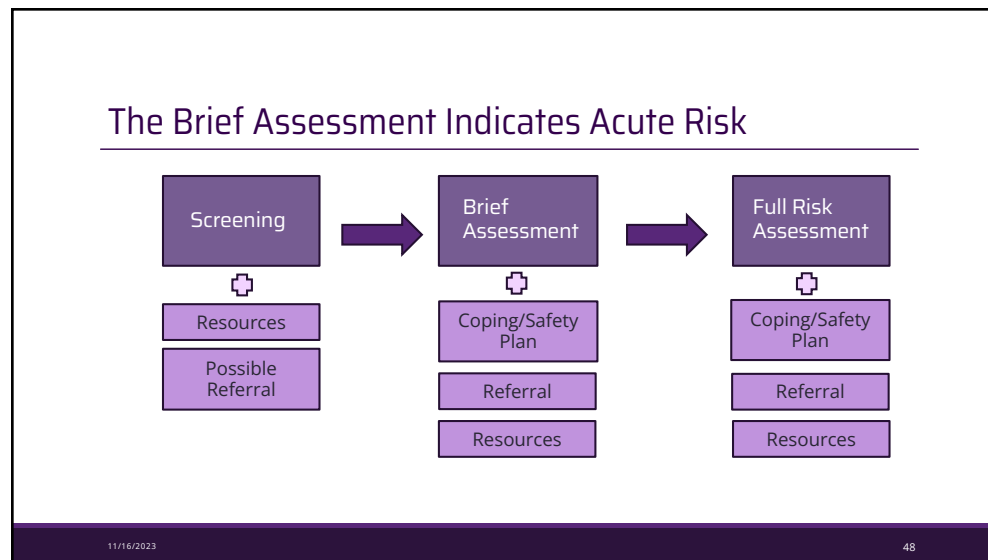 The Brief Assessment Indicates Acute Risk
Screening
Resources
Possible
Referral
Brief
Assessment
Coping/Safety
Plan
Referral
Resources
Full Risk
Assessment
Coping/Safety
Plan
Referral
Resources
11/16/2023
48